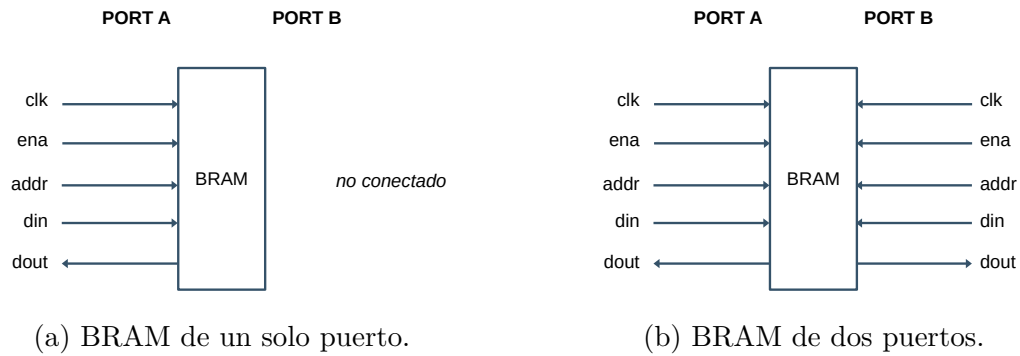 PORT A PORT B
clk
ena
addr
din
dout
BRAM
no conectado
(a) BRAM de un solo puerto.
PORT A PORT B
clk
ena
addr
din
dout
BRAM
clk
ena
addr
din
dout
(b) BRAM de dos puertos.